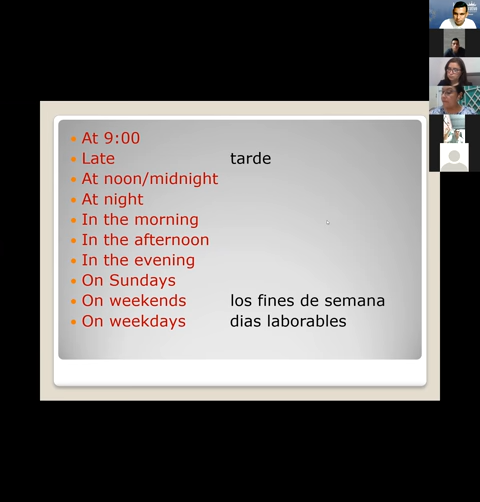 At 9:00
Late tarde
At noon/midnight
At night
In the morning
In the afternoon
In the evening
On Sundays
On weekends los fines de semana
On weekdays dias laborables